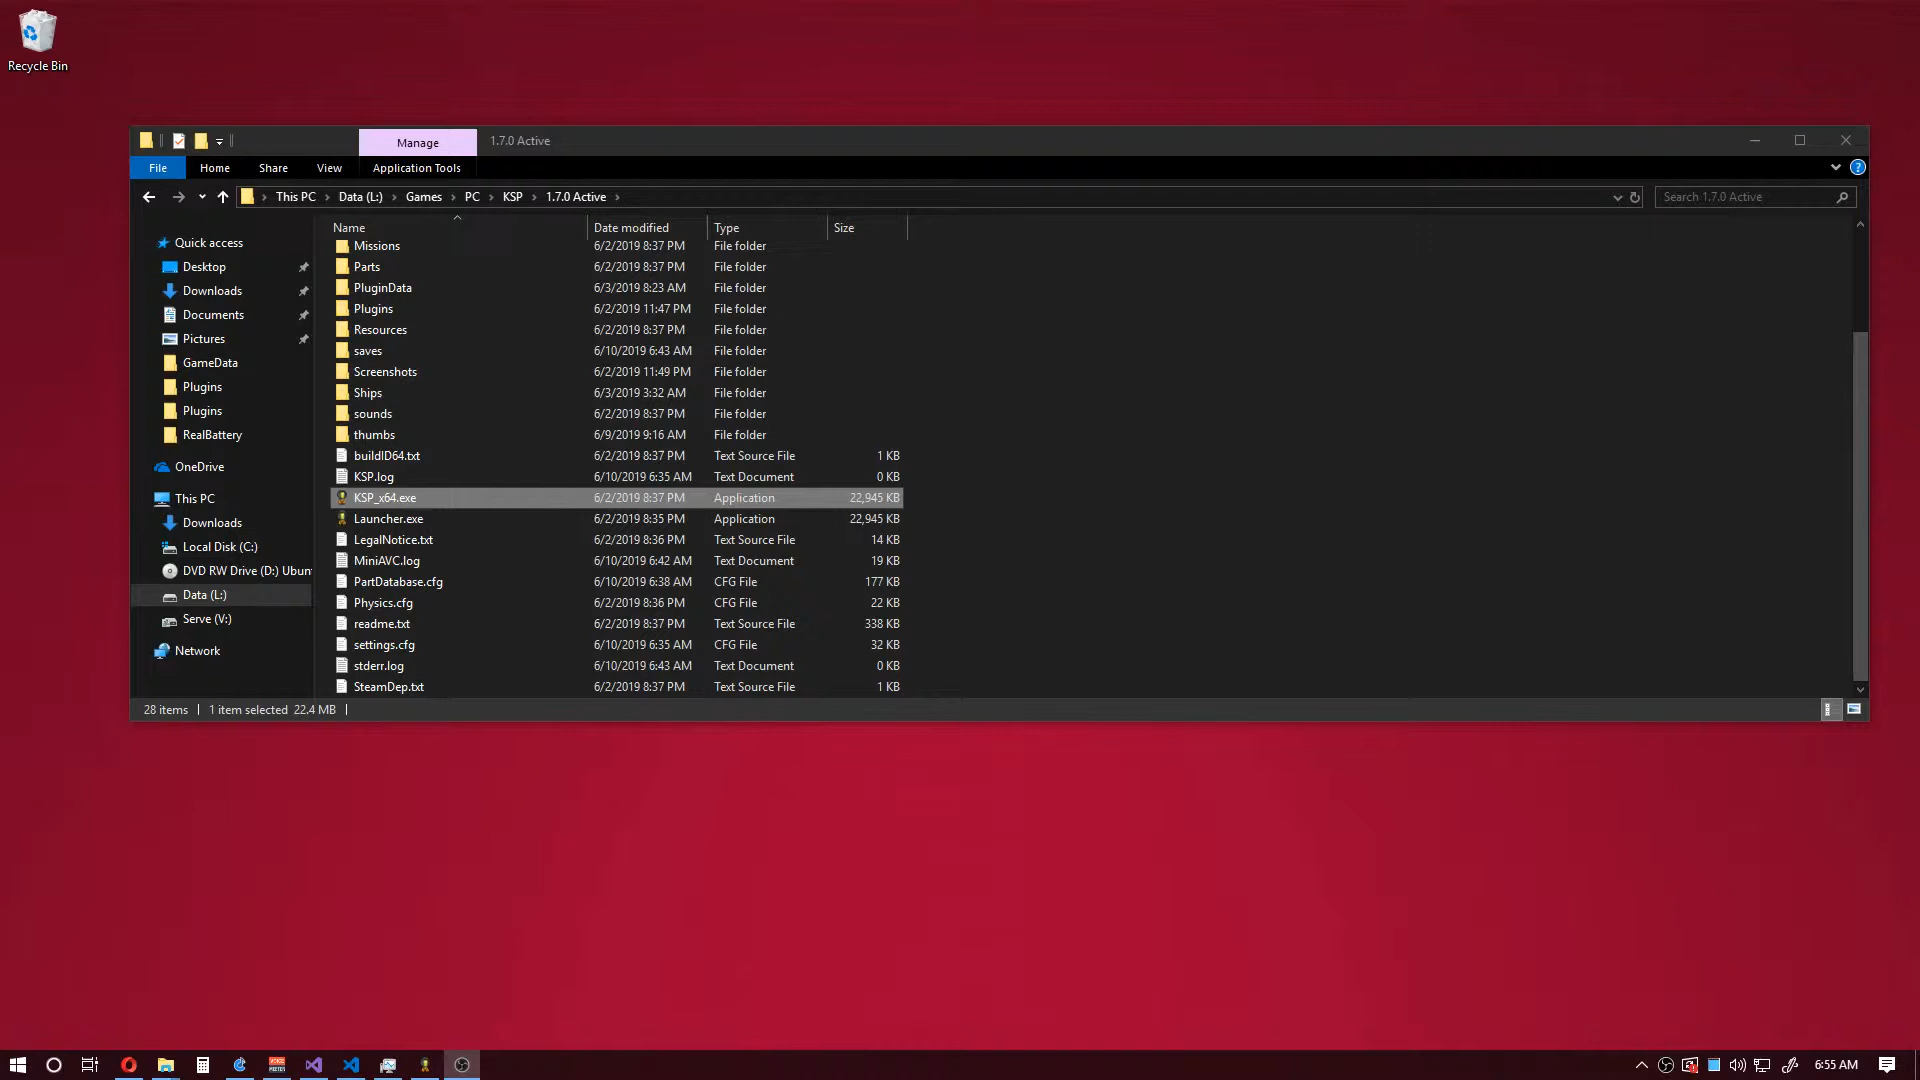 Recycle Bin
Manage
1.7.0 Active
File
Home
Share
View
Application Tools
This PC
Data (L:)
Games
PC
KSP
1.7.0 Active
Search 1.7.0 Active
Name
Date modified
Type
Size
Quick access
Desktop
Downloads
Documents
Pictures
GameData
Plugins
Plugins
RealBattery
OneDrive
This PC
Downloads
Local Disk (C:)
DVD RW Drive (D:) Ubun
Data (L:)
Serve (V:)
Network
Missions 6/2/2019 8:37 PM File folder
Parts 6/2/2019 8:37 PM File folder
PluginData 6/3/2019 8:23 AM File folder
Plugins 6/2/2019 11:47 PM File folder
Resources 6/2/2019 8:37 PM File folder
saves 6/10/2019 6:43 AM File folder
Screenshots 6/2/2019 11:49 PM File folder
Ships 6/3/2019 3:32 AM File folder
sounds 6/2/2019 8:37 PM File folder
thumbs 6/9/2019 9:16 AM File folder
buildID64.txt 6/2/2019 8:37 PM Text Source File 1 KB
KSP.log 6/10/2019 6:35 AM Text Document 0 KB
KSP_x64.exe 6/2/2019 8:37 PM Application 22,945 KB
Launcher.exe 6/2/2019 8:35 PM Application 22,945 KB
LegalNotice.txt 6/2/2019 8:36 PM Text Source File 14 KB
MiniAVC.log 6/10/2019 6:42 AM Text Document 19 KB
PartDatabase.cfg 6/10/2019 6:38 AM CFG File 177 KB
Physics.cfg 6/2/2019 8:36 PM CFG File 22 KB
readme.txt 6/2/2019 8:37 PM Text Source File 338 KB
settings.cfg 6/10/2019 6:35 AM CFG File 32 KB
stderr.log 6/10/2019 6:43 AM Text Document 0 KB
SteamDep.txt 6/2/2019 8:37 PM Text Source File 1 KB
28 items
1 item selected 22.4 MB
6:55 AM